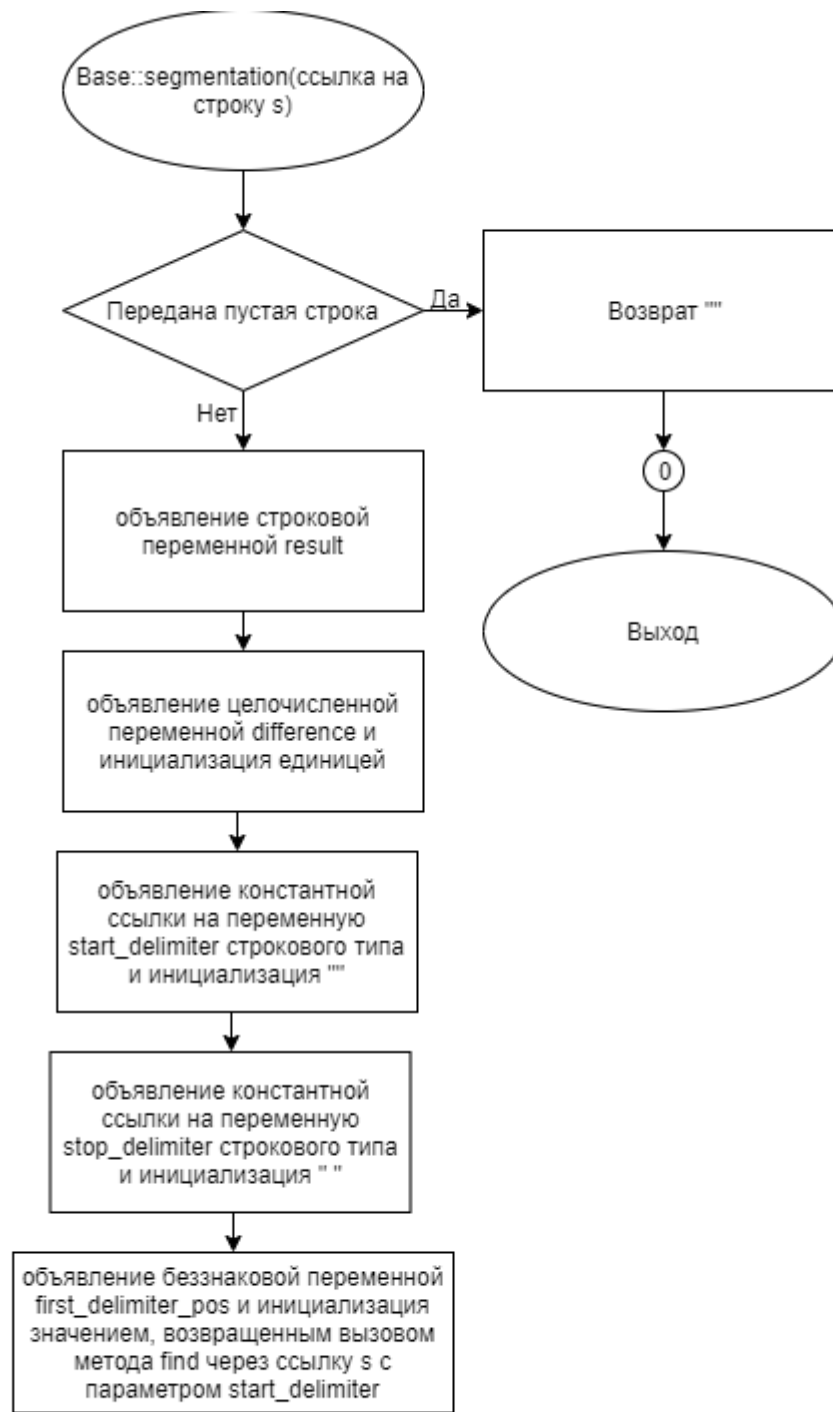 Base::segmentation(ссылка на
строку s)
Передана пустая строка
Да
Возврат ""
Нет
0
объявление строковой
переменной result
Выход
объявление целочисленной
переменной difference и
инициализация единицей
объявление константной
ссылки на переменную
start_delimiter строкового типа
и инициализация ""
объявление константной
ссылки на переменную
stop_delimiter строкового типа
и инициализация " "
объявление беззнаковой переменной
first_delimiter_pos и инициализация
значением, возвращенным вызовом
метода find через ссылку s с
параметром start_delimiter